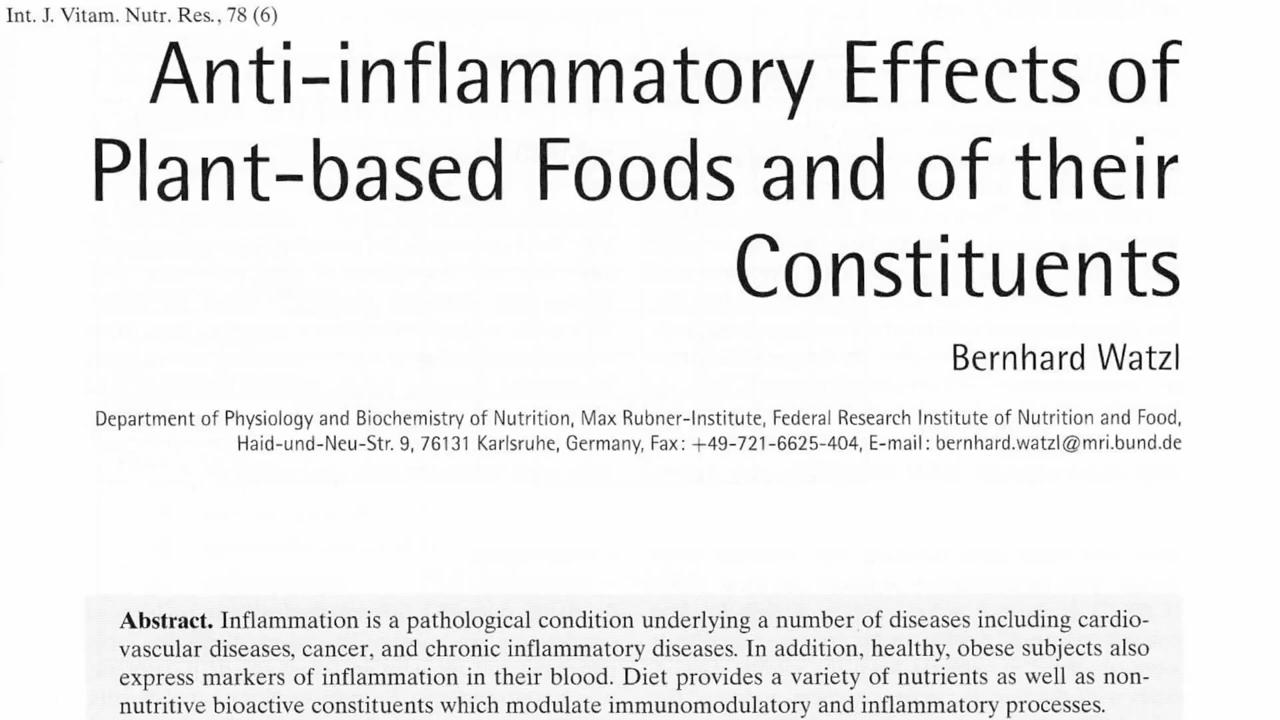 Int. J. Vitam. Nutr. Res., 78 (6)
Anti-inflammatory Effects of
Plant-based Foods and of their
Constituents
Bernhard Watzl
Department of Physiology and Biochemistry of Nutrition, Max Rubner-Institute, Federal Research Institute of Nutrition and Food,
Haid-und-Neu-Str. 9, 76131 Karlsruhe, Germany, Fax: +49-721-6625-404, E-mail: bernhard.watzl@mri.bund.de
Abstract. Inflammation is a pathological condition underlying a number of diseases including cardio-
vascular diseases, cancer, and chronic inflammatory diseases. In addition, healthy, obese subjects also
express markers of inflammation in their blood. Diet provides a variety of nutrients as well as non-
nutritive bioactive constituents which modulate immunomodulatory and inflammatory processes.